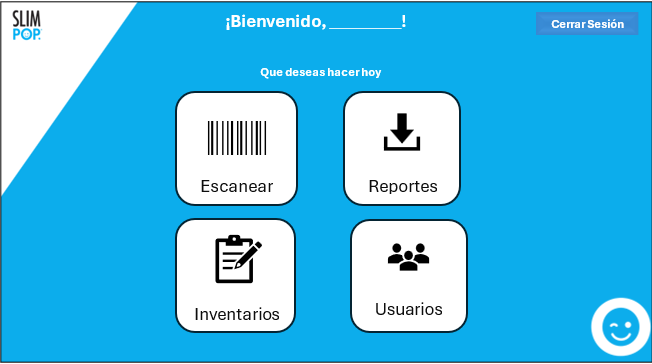 SLIM
POP
¡Bienvenido, ________!
Cerrar Sesión
Que deseas hacer hoy
Escanear
Reportes
Inventarios
Usuarios